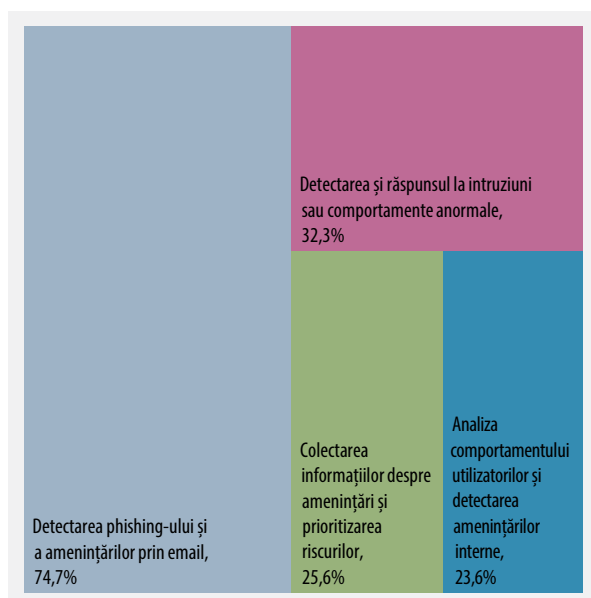 Detectarea și răspunsul la intruziuni
sau comportamente anormale,
32,3%
Detectarea phishing-ului și
a amenințărilor prin email,
74,7%
Colectarea
informațiilor despre
amenințări și
prioritizarea
riscurilor,
25,6%
Analiza
comportamentului
utilizatorilor și
detectarea
amenințărilor
interne,
23,6%